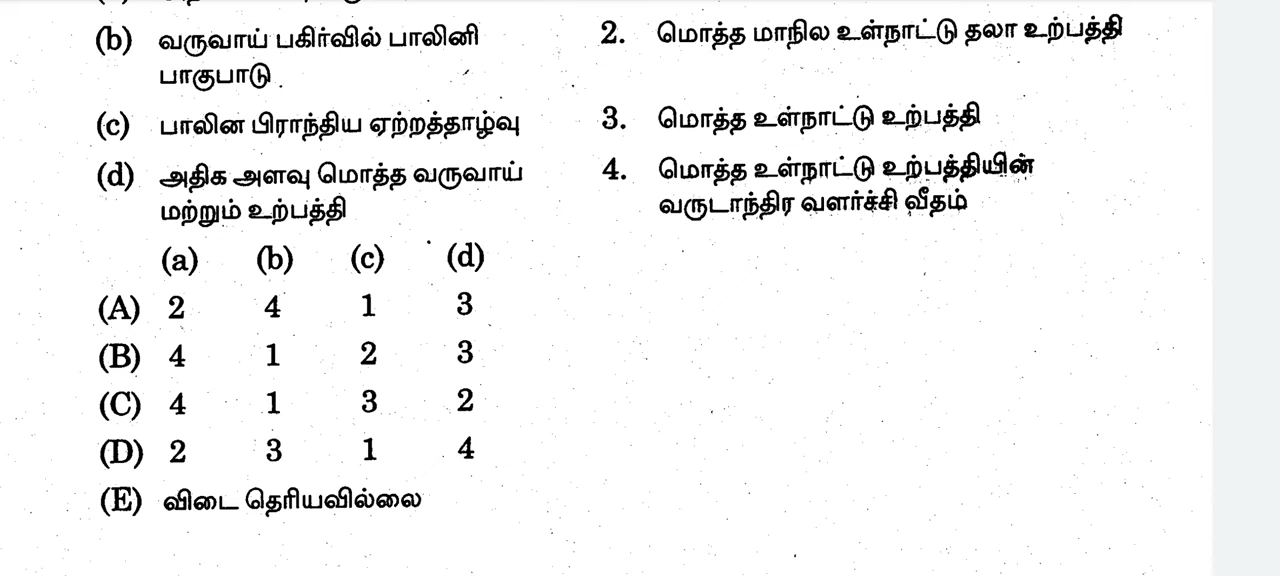 (b) வருவாய் பகிர்வில் பாலினி 2. மொத்த மாநில உள்நாட்டு தலா உற்பத்தி
பாகுபாடு
(c) பாலின பிராந்திய ஏற்றத்தாழ்வு 3. மொத்த உள்நாட்டு உற்பத்தி
(d) அதிக அளவு மொத்த வருவாய் 4. மொத்த உள்நாட்டு உற்பத்தியின்
மற்றும் உற்பத்தி வருடாந்திர வளர்ச்சி வீதம்
(a) (b) (c) (d)
(A) 2 4 1 3
(B) 4 1 2 3
(C) 4 1 3 2
(D) 2 3 1 4
(E) விடை தெரியவில்லை